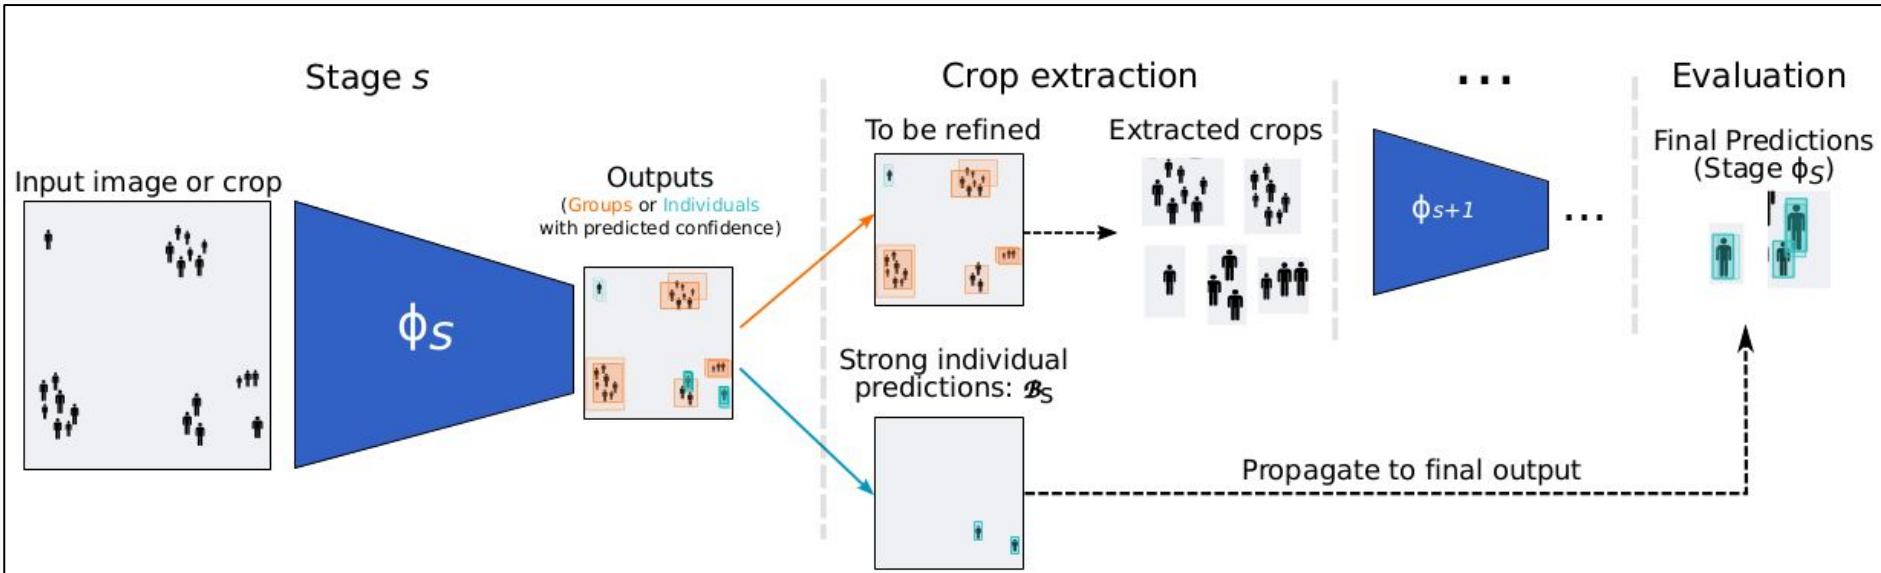 Stage s
Crop extraction
...
Evaluation
Input image or crop
ϕS
Outputs
(Groups or Individuals
with predicted confidence)
To be refined
Extracted crops
Strong individual
predictions: ℬS
ϕs+1
...
Final Predictions
(Stage ϕS)
Propagate to final output